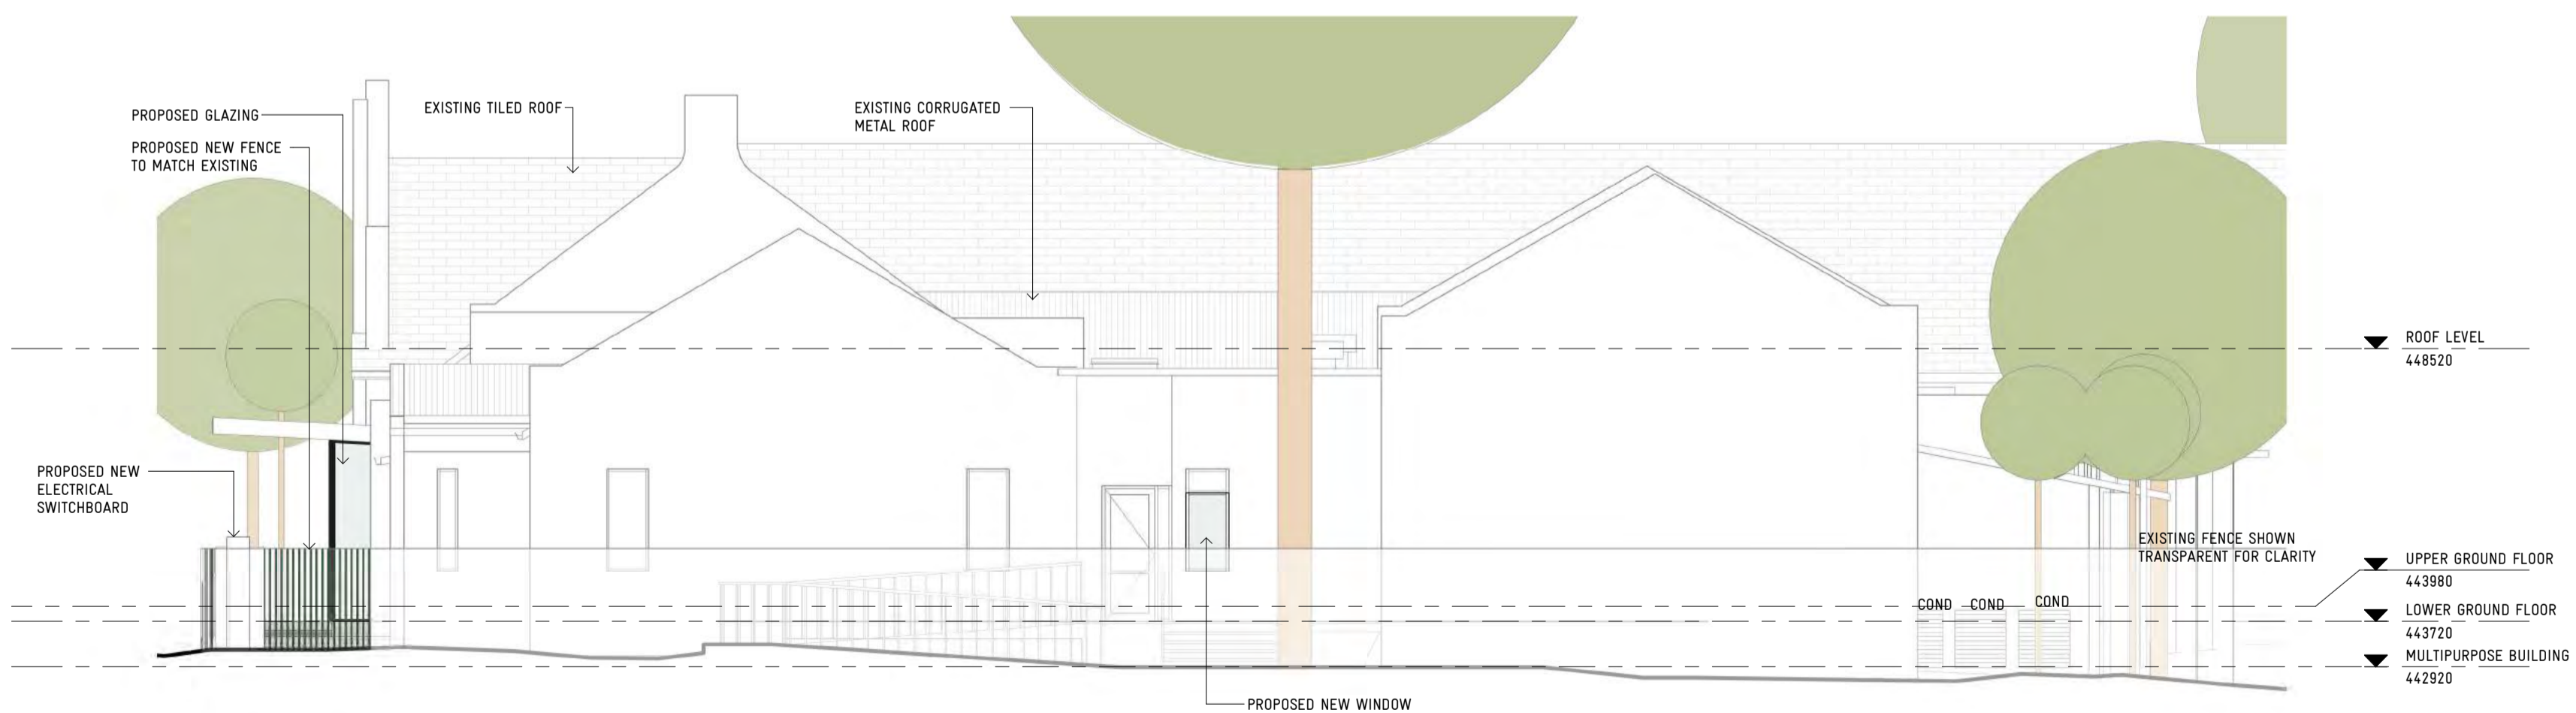 PROPOSED GLAZING
PROPOSED NEW FENCE
TO MATCH EXISTING
EXISTING TILED ROOF
EXISTING CORRUGATED
METAL ROOF
ROOF LEVEL
448520
PROPOSED NEW
ELECTRICAL
SWITCHBOARD
EXISTING FENCE SHOWN
TRANSPARENT FOR CLARITY
UPPER GROUND FLOOR
443980
COND COND COND
LOWER GROUND FLOOR
443720
MULTIPURPOSE BUILDING
442920
PROPOSED NEW WINDOW